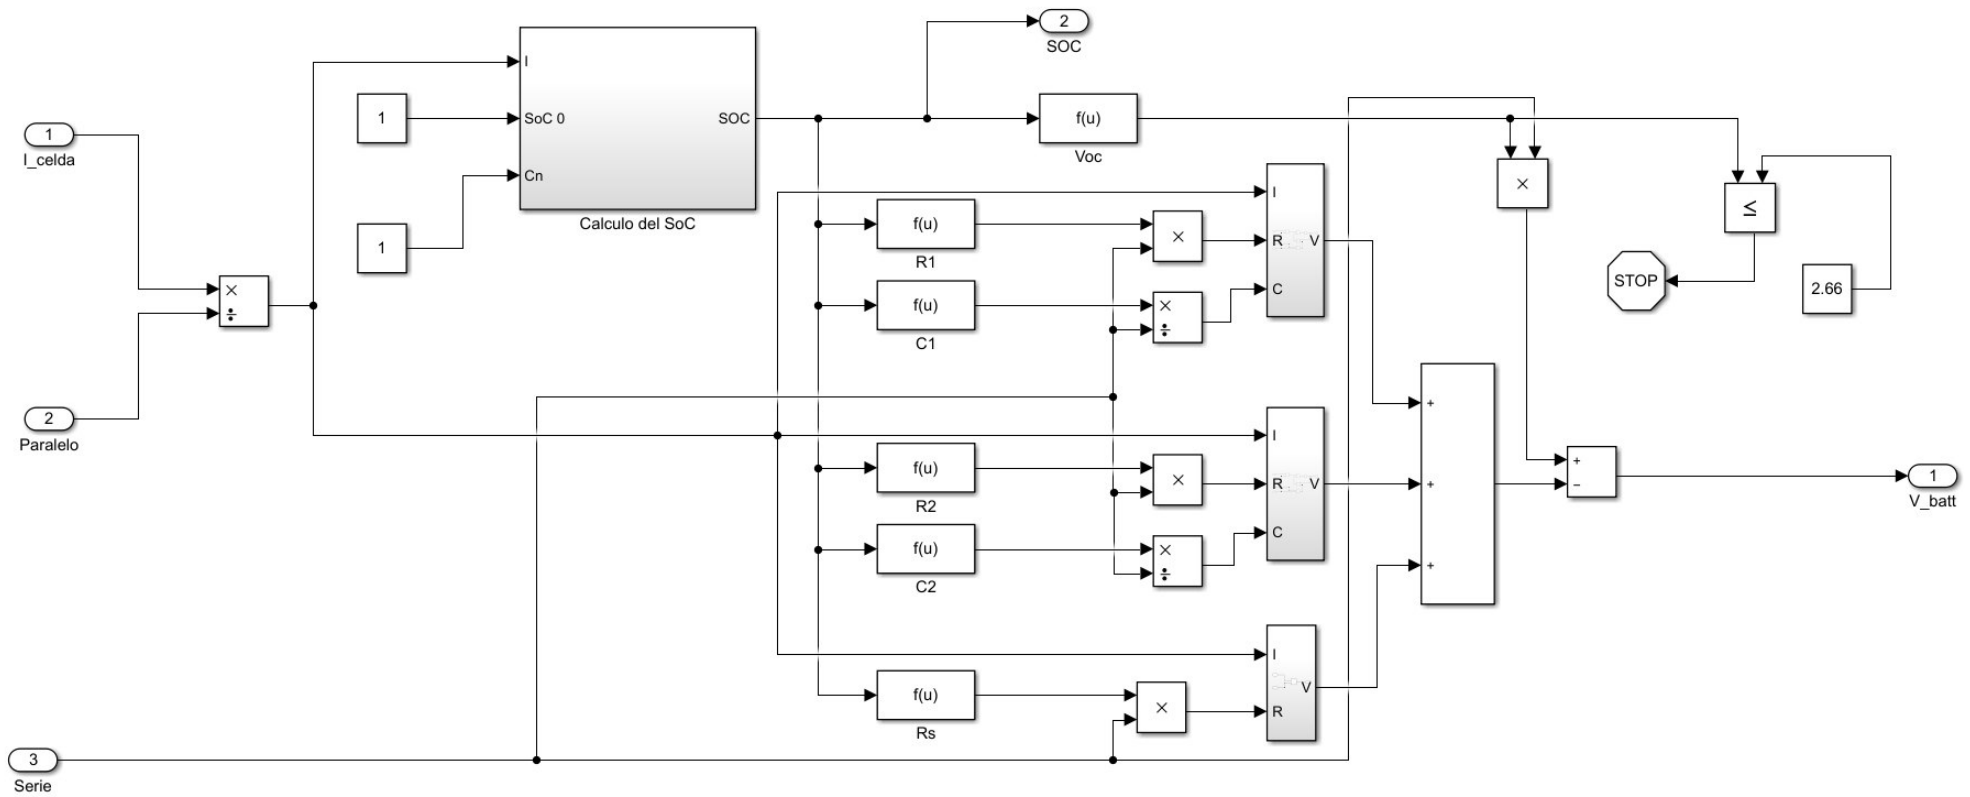 2
SOC
I
1
SoC 0
SOC
f(u)
Voc
1
I_celda
Cn
Calculo del SoC
1
×
÷
2
Paralelo
f(u)
R1
×
f(u)
C1
×
÷
I
R
V
C
×
≤
STOP
2.66
f(u)
R2
×
f(u)
C2
×
÷
I
R
V
C
+
+
+
+
−
1
V_batt
f(u)
Rs
×
I
V
R
3
Serie